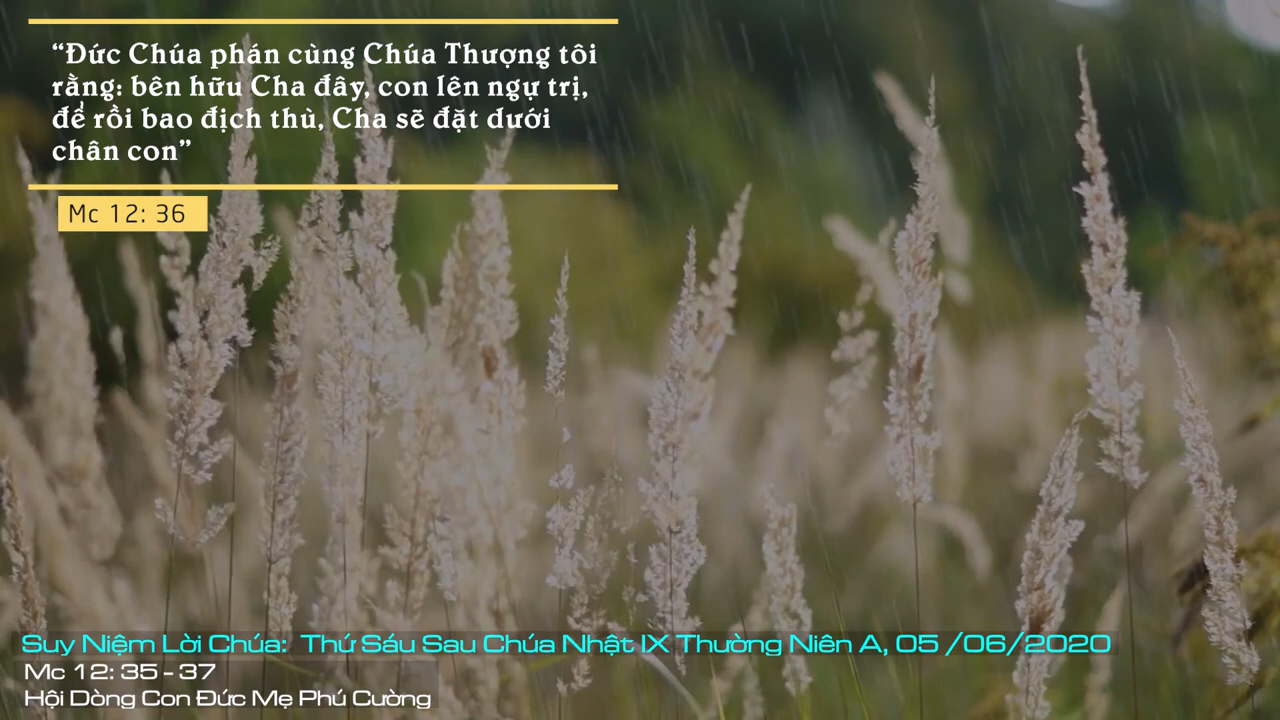 “Đức Chúa phán cùng Chúa Thượng tôi
rằng: bên hữu Cha đây, con lên ngự trị,
để rồi bao địch thù, Cha sẽ đặt dưới
chân con”
Mc 12: 36
Suy Niệm Lời Chúa: Thứ Sáu Sau Chúa Nhật IX Thường Niên A, 05 /06/2020
Mc 12: 35 - 37
Hội Dòng Con Đức Mẹ Phú Cường